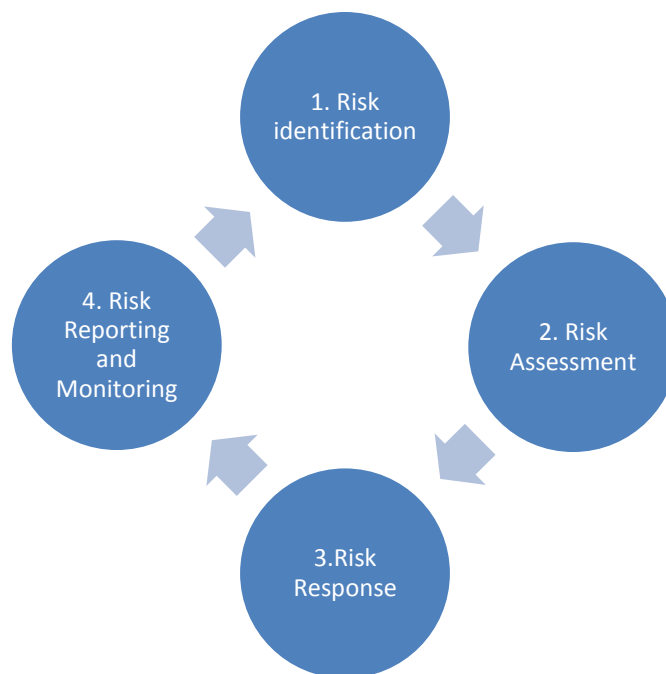 1. Risk
identification
2. Risk
Assessment
3.Risk
Response
4. Risk
Reporting
and
Monitoring